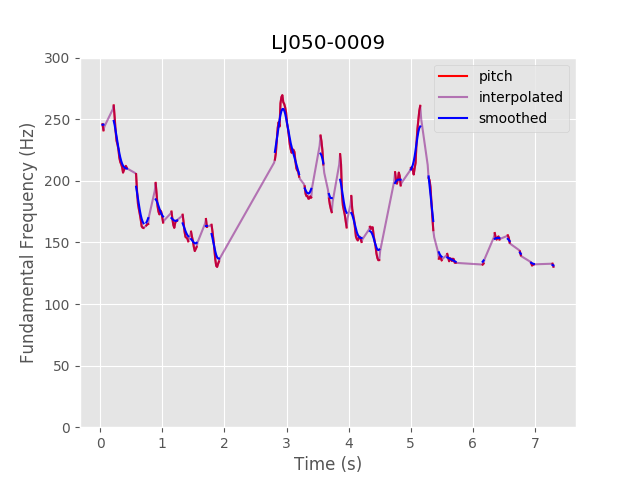 LJ050-0009
pitch
interpolated
smoothed
300
250
200
150
100
50
0
Fundamental Frequency (Hz)
0 1 2 3 4 5 6 7
Time (s)